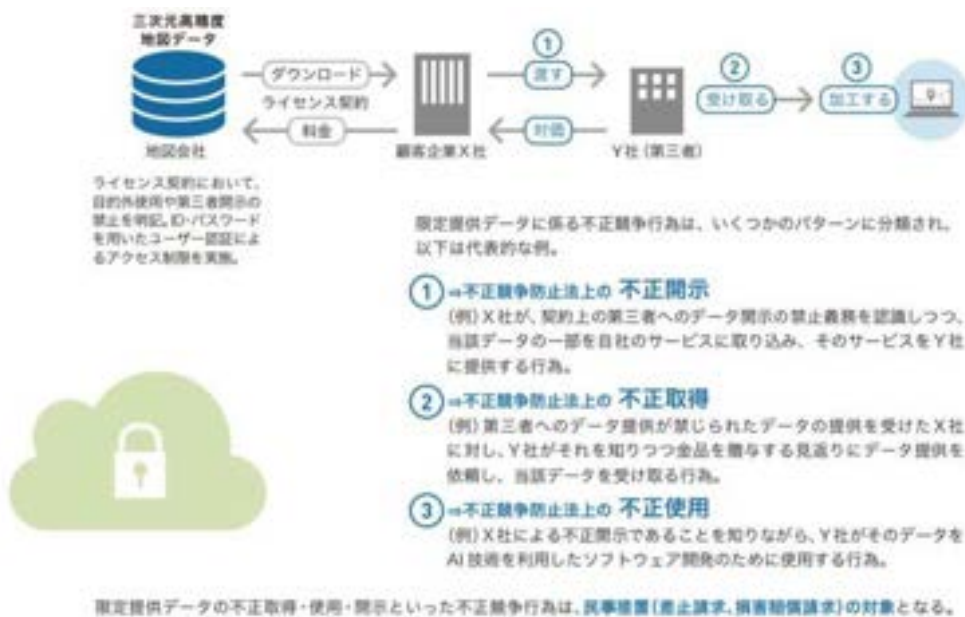 三次元高精度
地図データ
ダウンロード
ライセンス契約
料金
地図会社
顧客企業X社
①
渡す
対価
Y社（第三者）
②
受け取る
③
加工する
ライセンス契約において、
目的外使用や第三者開示の
禁止を明記。ID・パスワード
を用いたユーザー認証によ
るアクセス制限を実施。
限定提供データに係る不正競争行為は、いくつかのパターンに分類され、
以下は代表的な例。
① ⇒不正競争防止法上の 不正開示
（例）X社が、契約上の第三者へのデータ開示の禁止義務を認識しつつ、
当該データの一部を自社のサービスに取り込み、そのサービスをY社
に提供する行為。
② ⇒不正競争防止法上の 不正取得
（例）第三者へのデータ提供が禁じられたデータの提供を受けたX社
に対し、Y社がそれを知りつつ金品を贈与する見返りにデータ提供を
依頼し、当該データを受け取る行為。
③ ⇒不正競争防止法上の 不正使用
（例）X社による不正開示であることを知りながら、Y社がそのデータを
AI技術を利用したソフトウェア開発のために使用する行為。
限定提供データの不正取得・使用・開示といった不正競争行為は、民事措置（差止請求、損害賠償請求）の対象となる。